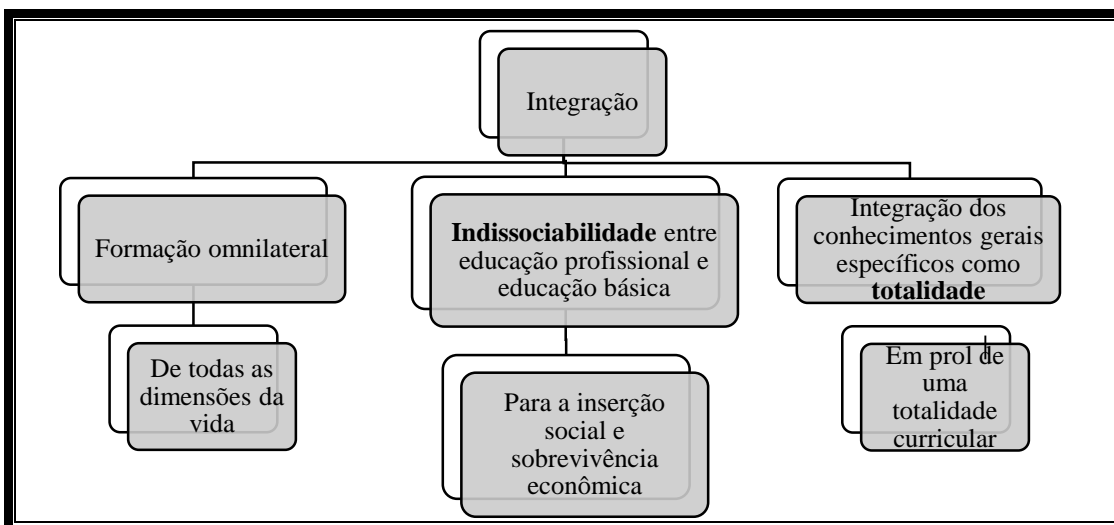 Integração
Formação omnilateral
Indissociabilidade entre
educação profissional e
educação básica
Integração dos
conhecimentos gerais
específicos como
totalidade
De todas as
dimensões da
vida
Para a inserção
social e
sobrevivência
econômica
Em prol de
uma
totalidade
curricular